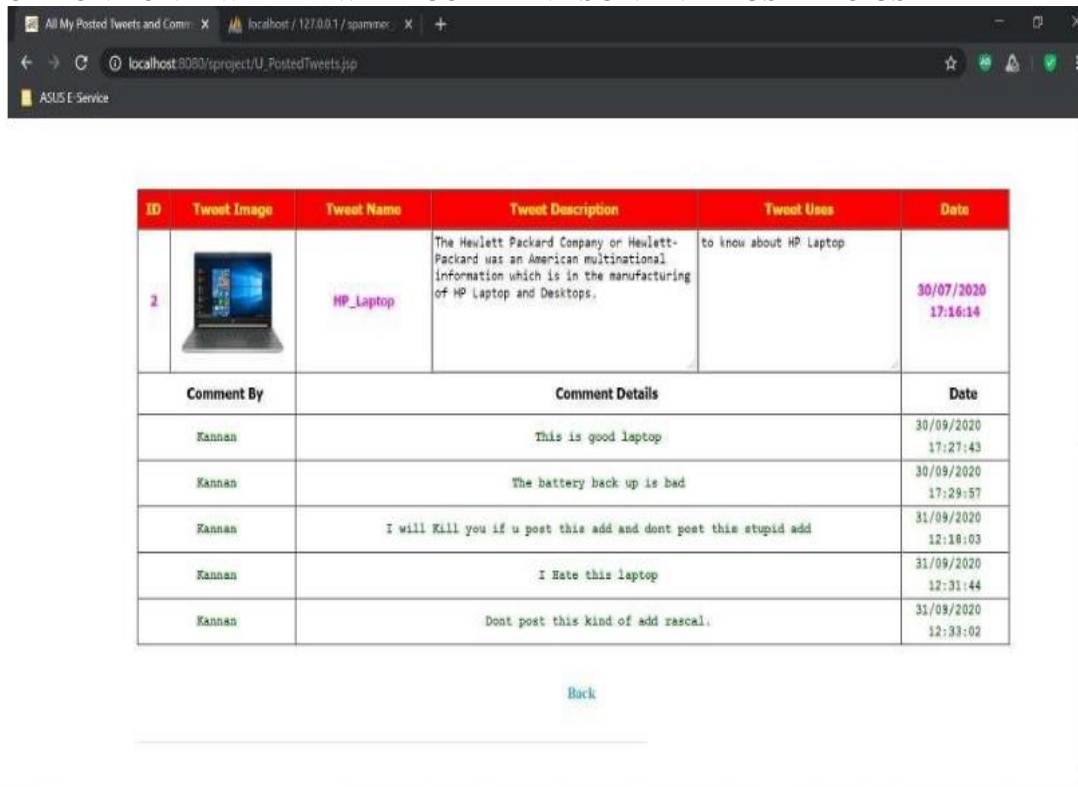 All My Posted Tweets and Comm
localhost / 127.0.0.1 / spammer_
localhost:8080/sproject/U_PostedTweets.jsp
ASUS E-Service
ID Tweet Image Tweet Name Tweet Description Tweet Uses Date
2
HP_Laptop
The Hewlett Packard Company or Hewlett-
Packard was an American multinational
information which is in the manufacturing
of HP Laptop and Desktops.
to know about HP Laptop
30/07/2020
17:16:14
Comment By Comment Details Date
Kannan This is good laptop 30/09/2020
17:27:43
Kannan The battery back up is bad 30/09/2020
17:29:57
Kannan I will Kill you if u post this add and dont post this stupid add 31/09/2020
12:18:03
Kannan I Hate this laptop 31/09/2020
12:31:44
Kannan Dont post this kind of add rascal. 31/09/2020
12:33:02
Back